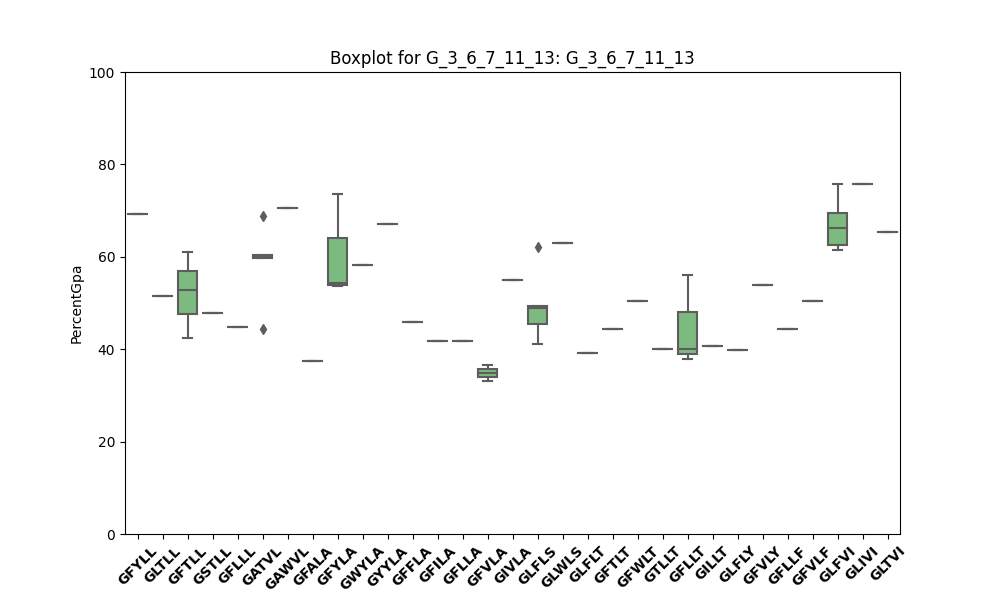 Boxplot for G_3_6_7_11_13: G_3_6_7_11_13
100
80
60
40
20
0
PercentGpa
GFYLL
GLTLL
GFTLL
GSTLL
GFLLL
GATVL
GAWVL
GFALA
GFYLA
GWYLA
GYYLA
GFFLA
GFILA
GFLLA
GFVLA
GIVLA
GLFLS
GLWLS
GLFLT
GFTLT
GFWLT
GTLLT
GFLLT
GILLT
GLFLY
GFVLY
GFLLF
GFVLF
GLFVI
GLIVI
GLTVI